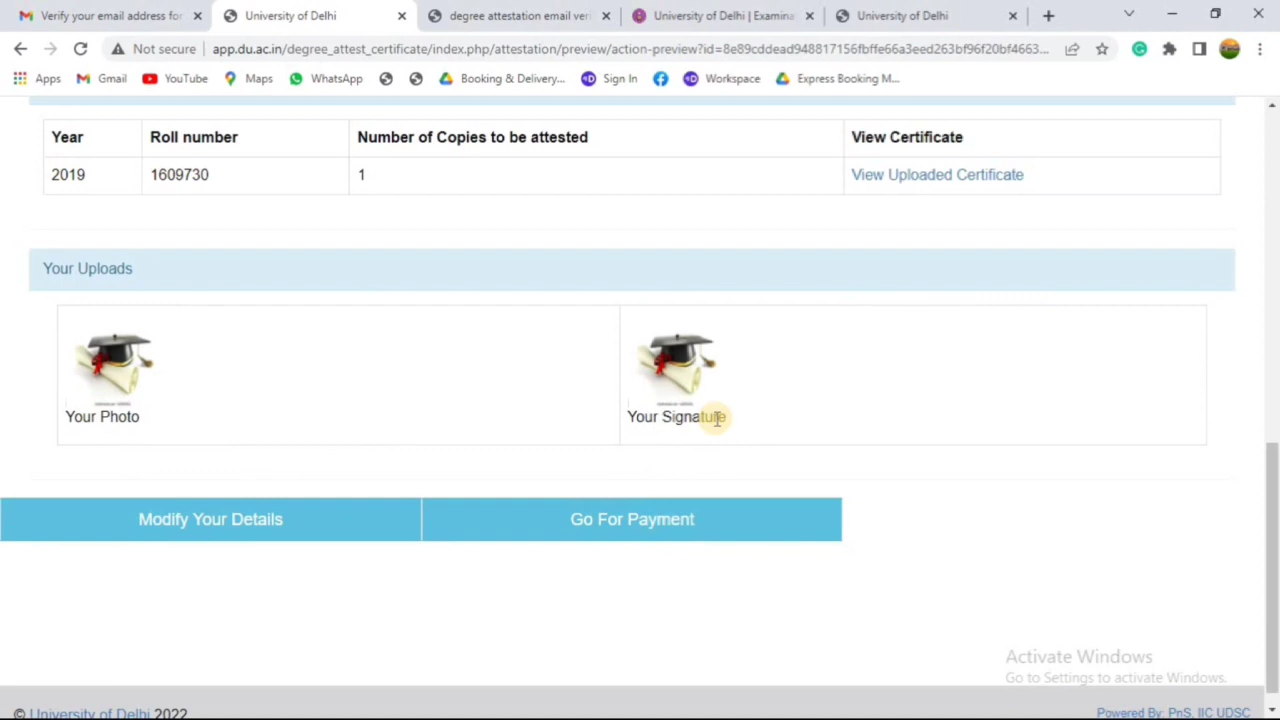 Verify your email address for
University of Delhi
degree attestation email ver
University of Delhi | Examina
University of Delhi
Not secure
app.du.ac.in/degree_attest_certificate/index.php/attestation/preview/action-preview?id=8e89cddead948817156fbffe66a3eed263bf96f20bf4663...
Apps
Gmail
YouTube
Maps
WhatsApp
Booking & Delivery...
Sign In
Workspace
Express Booking M...
Year
Roll number
Number of Copies to be attested
View Certificate
2019
1609730
1
View Uploaded Certificate
Your Uploads
Your Photo
Your Signature
Modify Your Details
Go For Payment
Activate Windows
Go to Settings to activate Windows.
© University of Delhi 2022
Powered By: PnS, IIC UDSC